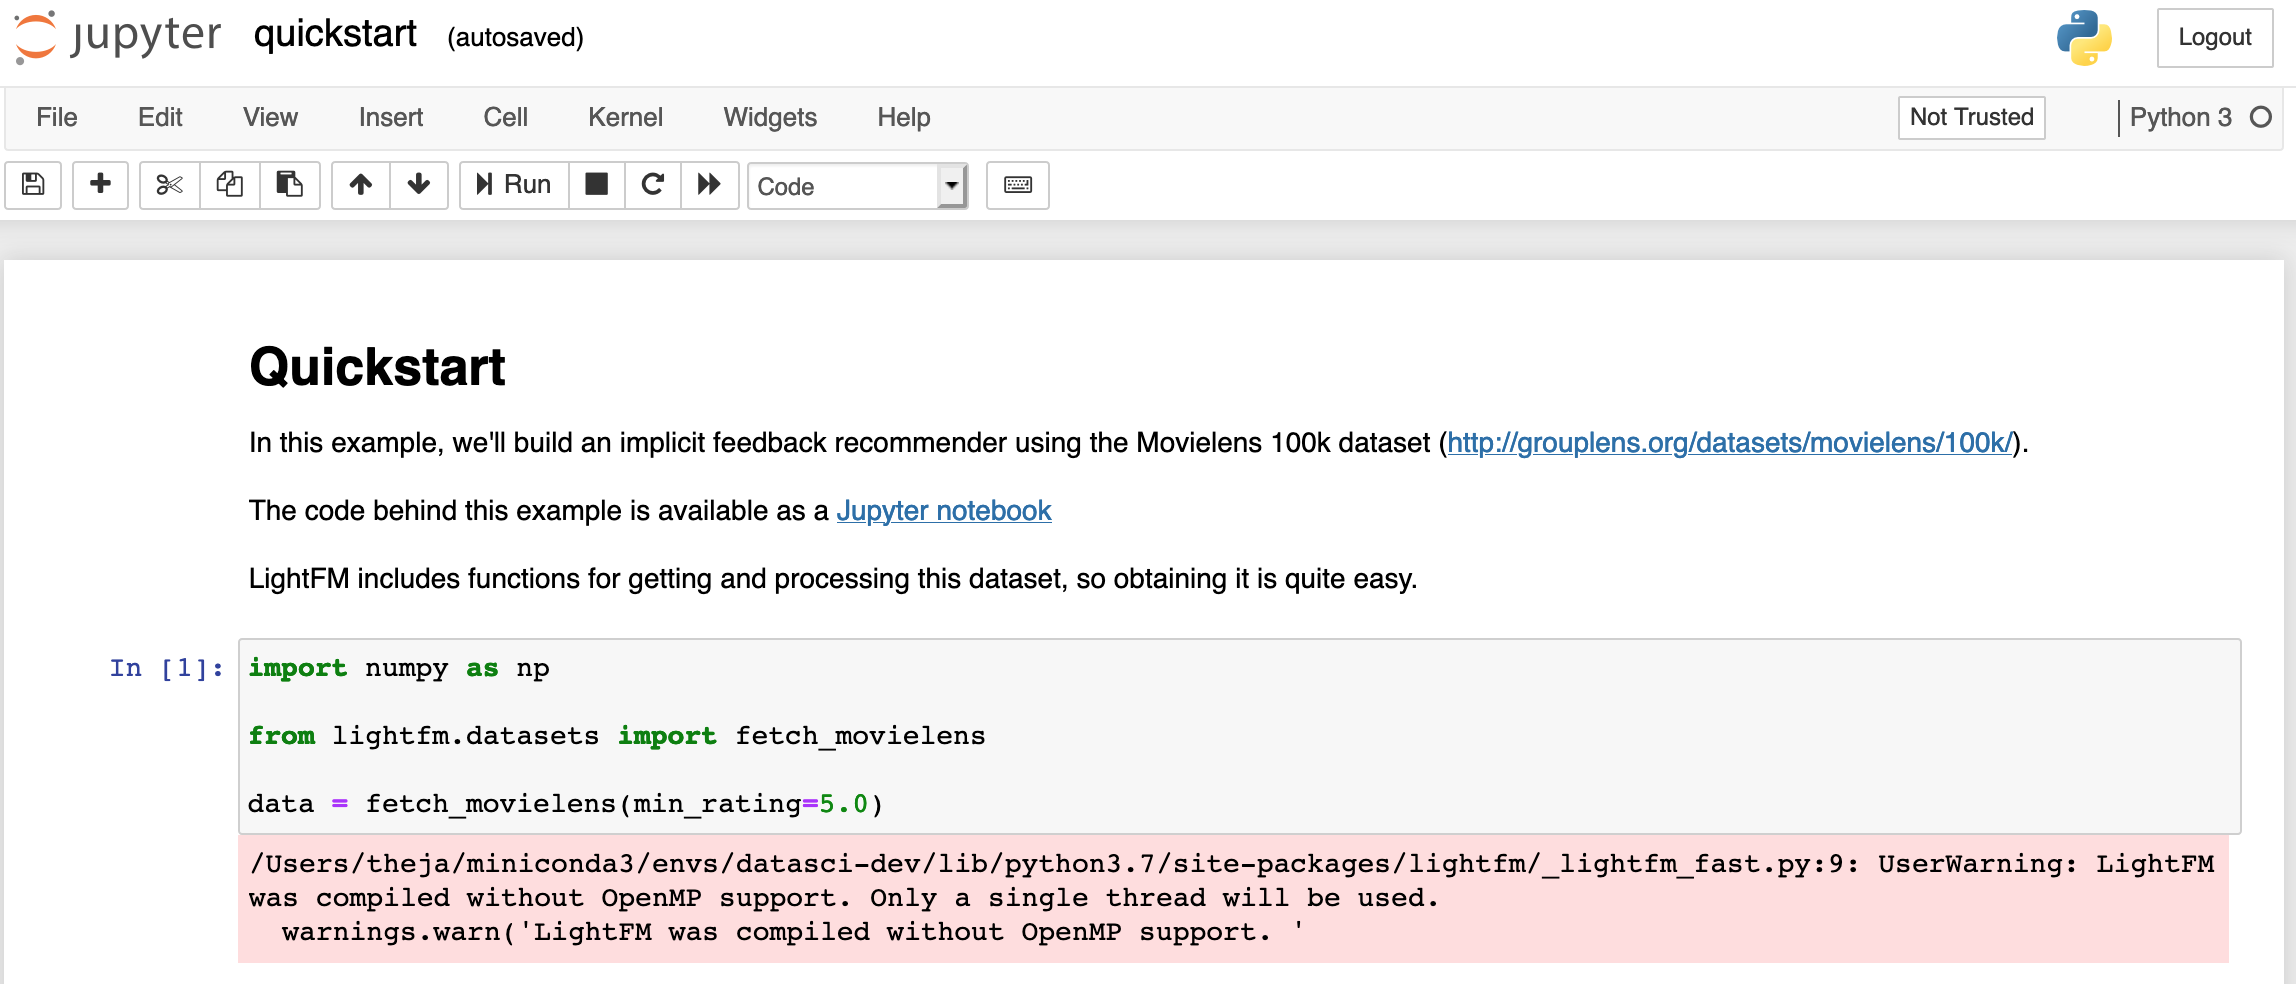 jupyter quickstart (autosaved) Logout
File Edit View Insert Cell Kernel Widgets Help Not Trusted Python 3
Run Code
Quickstart
In this example, we'll build an implicit feedback recommender using the Movielens 100k dataset (http://grouplens.org/datasets/movielens/100k/).
The code behind this example is available as a Jupyter notebook
LightFM includes functions for getting and processing this dataset, so obtaining it is quite easy.
In [1]: import numpy as np
from lightfm.datasets import fetch_movielens
data = fetch_movielens(min_rating=5.0)
/Users/theja/miniconda3/envs/datasci-dev/lib/python3.7/site-packages/lightfm/_lightfm_fast.py:9: UserWarning: LightFM
was compiled without OpenMP support. Only a single thread will be used.
  warnings.warn('LightFM was compiled without OpenMP support. '